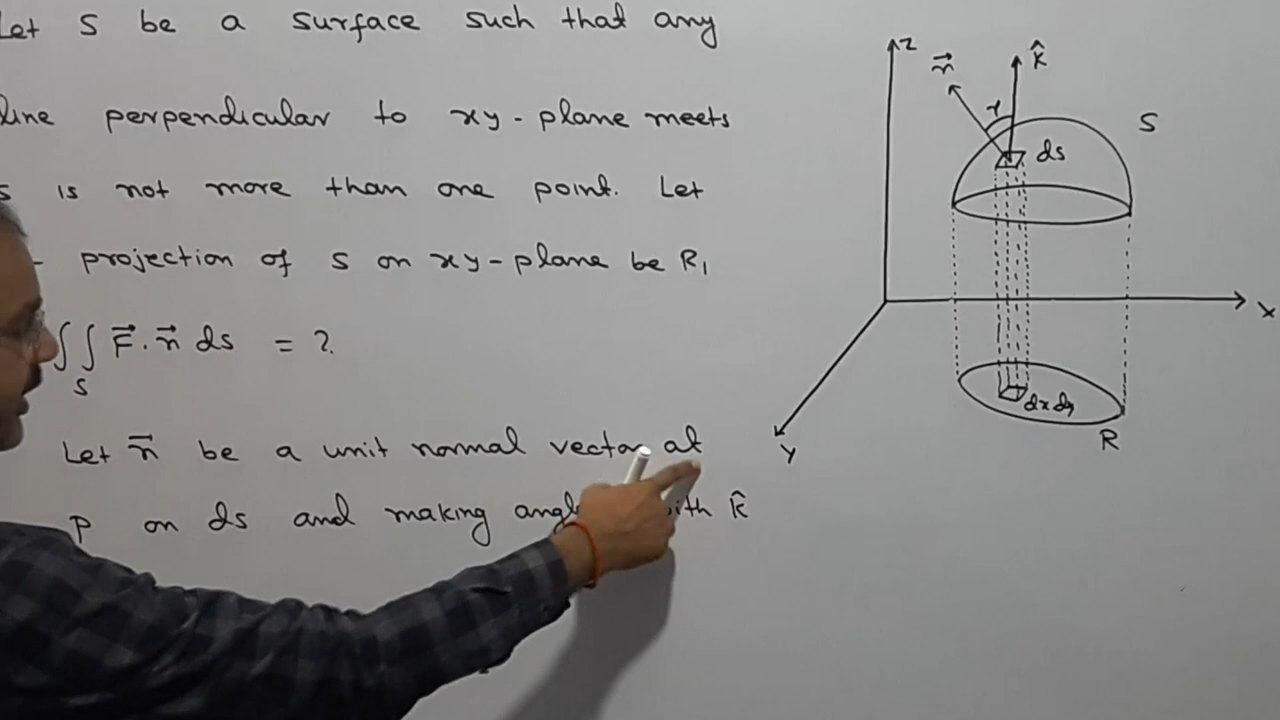 Let S be a surface such that any
line perpendicular to xy-plane meets
s is not more than one point. Let
projection of S on xy-plane be R,
∫∫ F⃗.n⃗ ds = ?
S
Let n⃗ be a unit normal vector at
P on ds and making with k̂
z
n⃗
k̂
γ
S
ds
x
dxdy
R
y